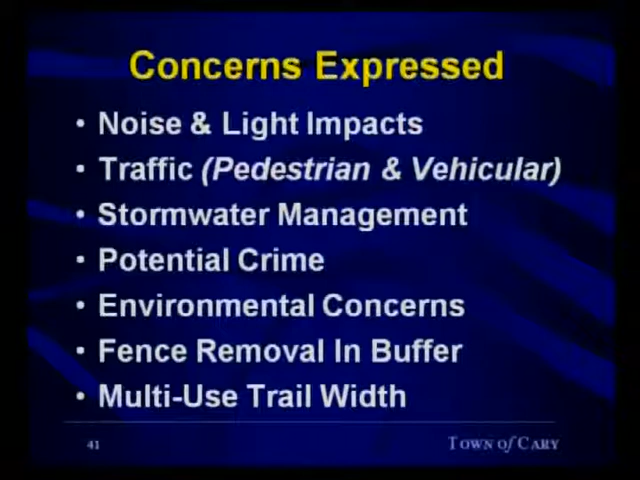 Concerns Expressed
• Noise & Light Impacts
• Traffic (Pedestrian & Vehicular)
• Stormwater Management
• Potential Crime
• Environmental Concerns
• Fence Removal In Buffer
• Multi-Use Trail Width
41
TOWN of CARY